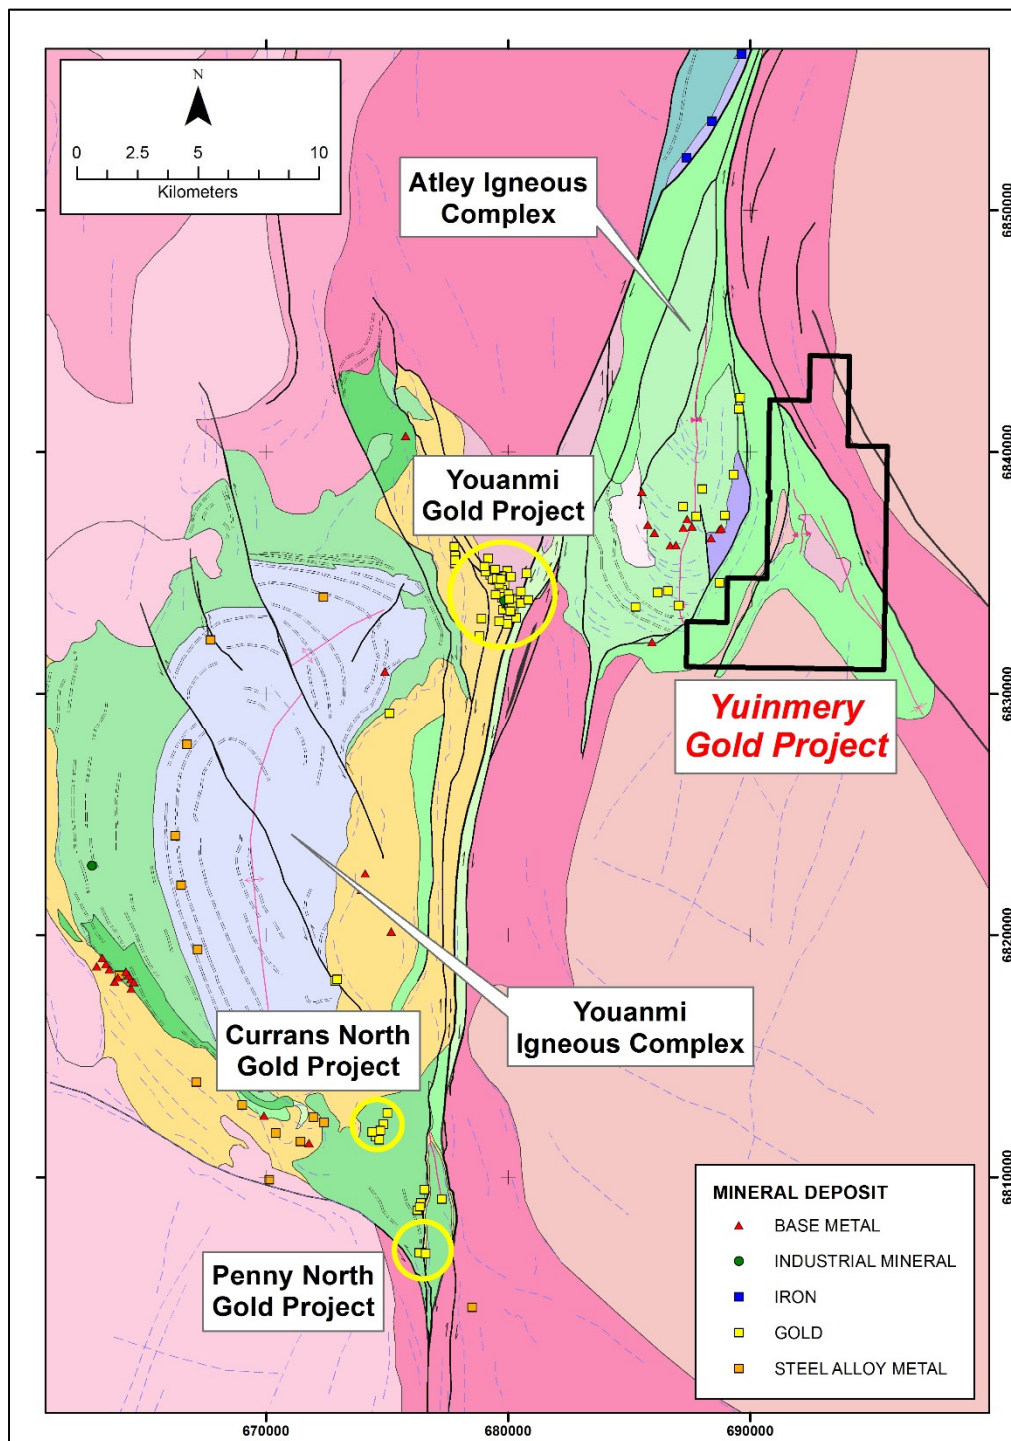 N
0 2.5 5 10
Kilometers
Atley Igneous
Complex
6850000
6840000
Youanmi
Gold Project
6830000
Yuinmery
Gold Project
6820000
Currans North
Gold Project
Youanmi
Igneous Complex
6810000
Penny North
Gold Project
MINERAL DEPOSIT
BASE METAL
INDUSTRIAL MINERAL
IRON
GOLD
STEEL ALLOY METAL
670000 680000 690000